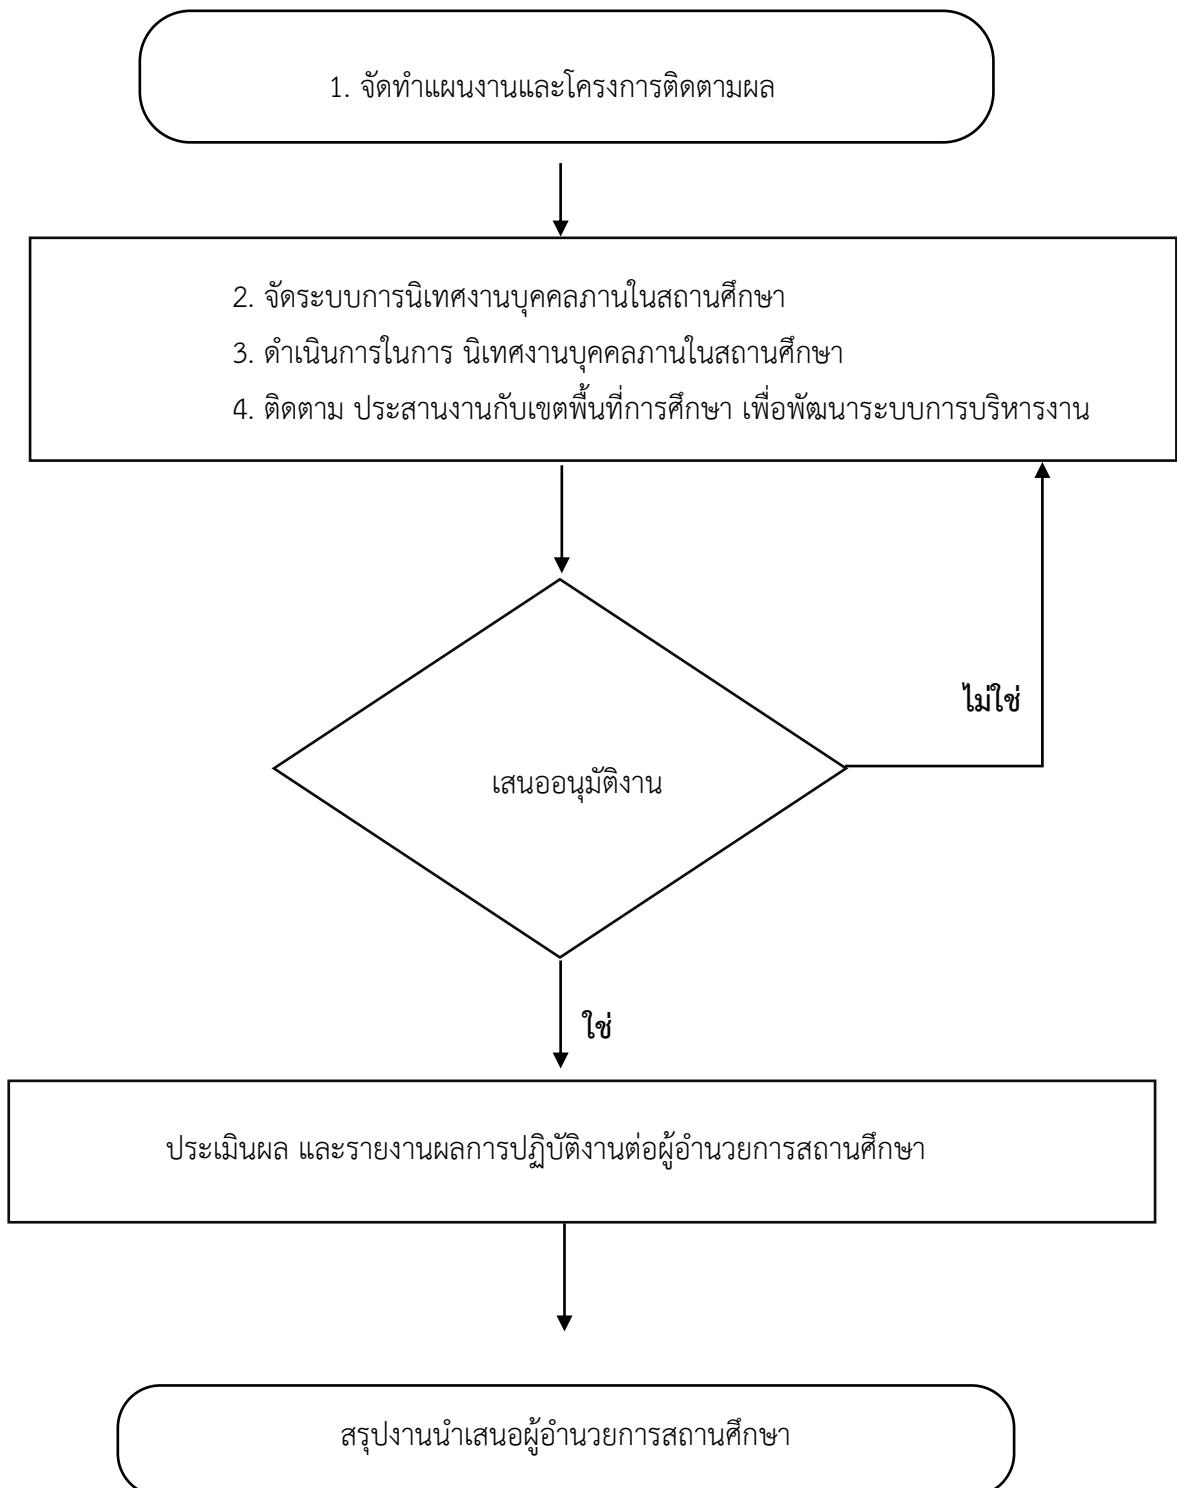 1. จัดทำแผนงานและโครงการติดตามผล
2. จัดระบบการนิเทศงานบุคคลภานในสถานศึกษา
3. ดำเนินการในการ นิเทศงานบุคคลภานในสถานศึกษา
4. ติดตาม ประสานงานกับเขตพื้นที่การศึกษา เพื่อพัฒนาระบบการบริหารงาน
ไม่ใช่
เสนออนุมัติงาน
ใช่
ประเมินผล และรายงานผลการปฏิบัติงานต่อผู้อำนวยการสถานศึกษา
สรุปงานนำเสนอผู้อำนวยการสถานศึกษา